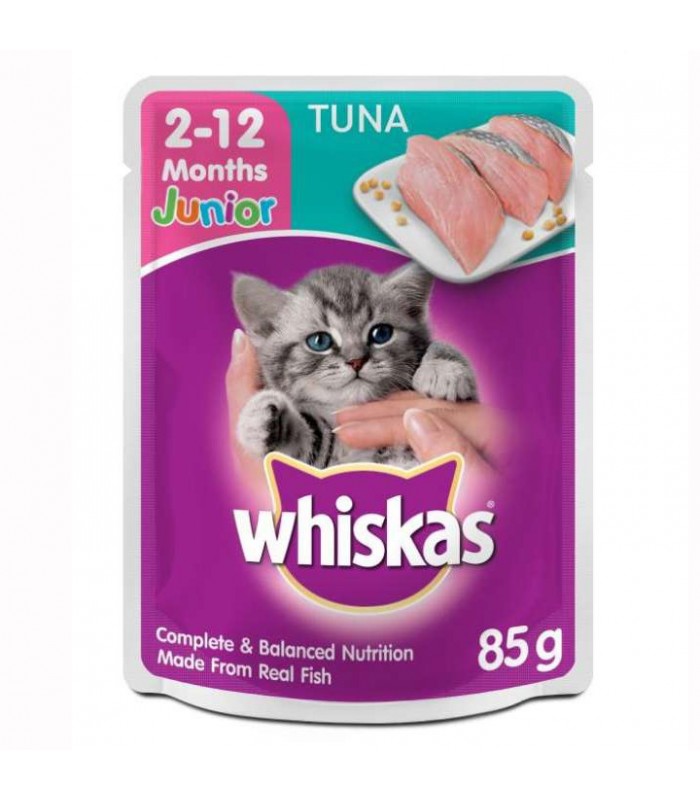 2-12
Months
Junior
TUNA
whiskas®
Complete & Balanced Nutrition
Made From Real Fish
85g